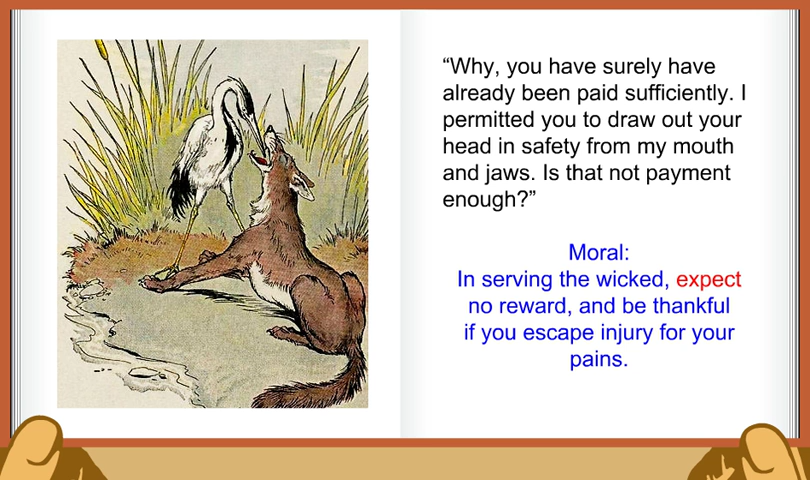 “Why, you have surely have
already been paid sufficiently. I
permitted you to draw out your
head in safety from my mouth
and jaws. Is that not payment
enough?”
Moral:
In serving the wicked, expect
no reward, and be thankful
if you escape injury for your
pains.